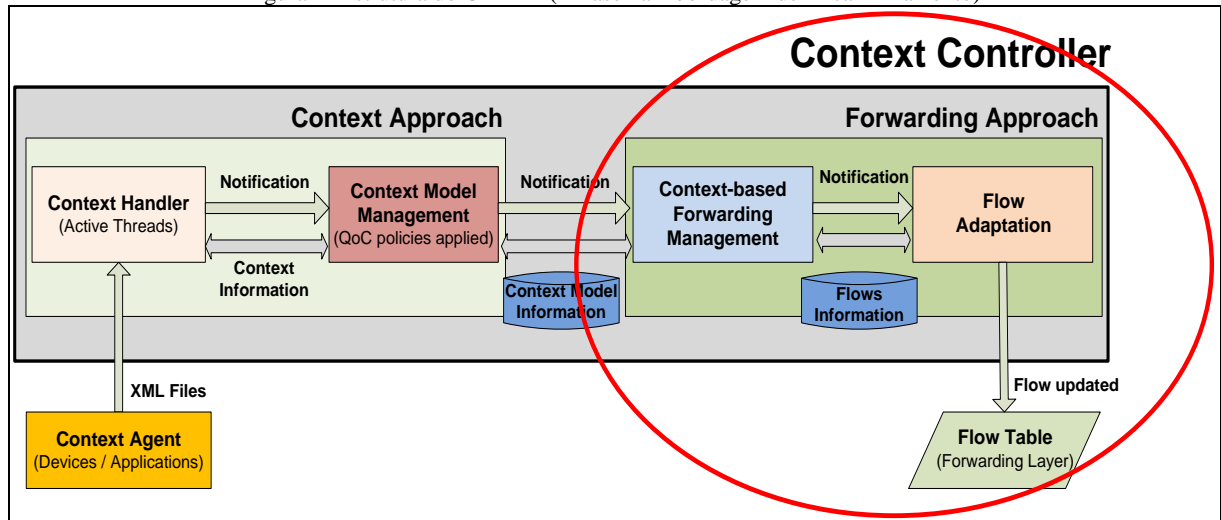 Context Controller
Context Approach
Forwarding Approach
Context Handler
(Active Threads)
Notification
Context
Information
Context Model
Management
(QoC policies applied)
Notification
Context Model
Information
Context-based
Forwarding
Management
Notification
Flows
Information
Flow
Adaptation
XML Files
Flow updated
Context Agent
(Devices / Applications)
Flow Table
(Forwarding Layer)